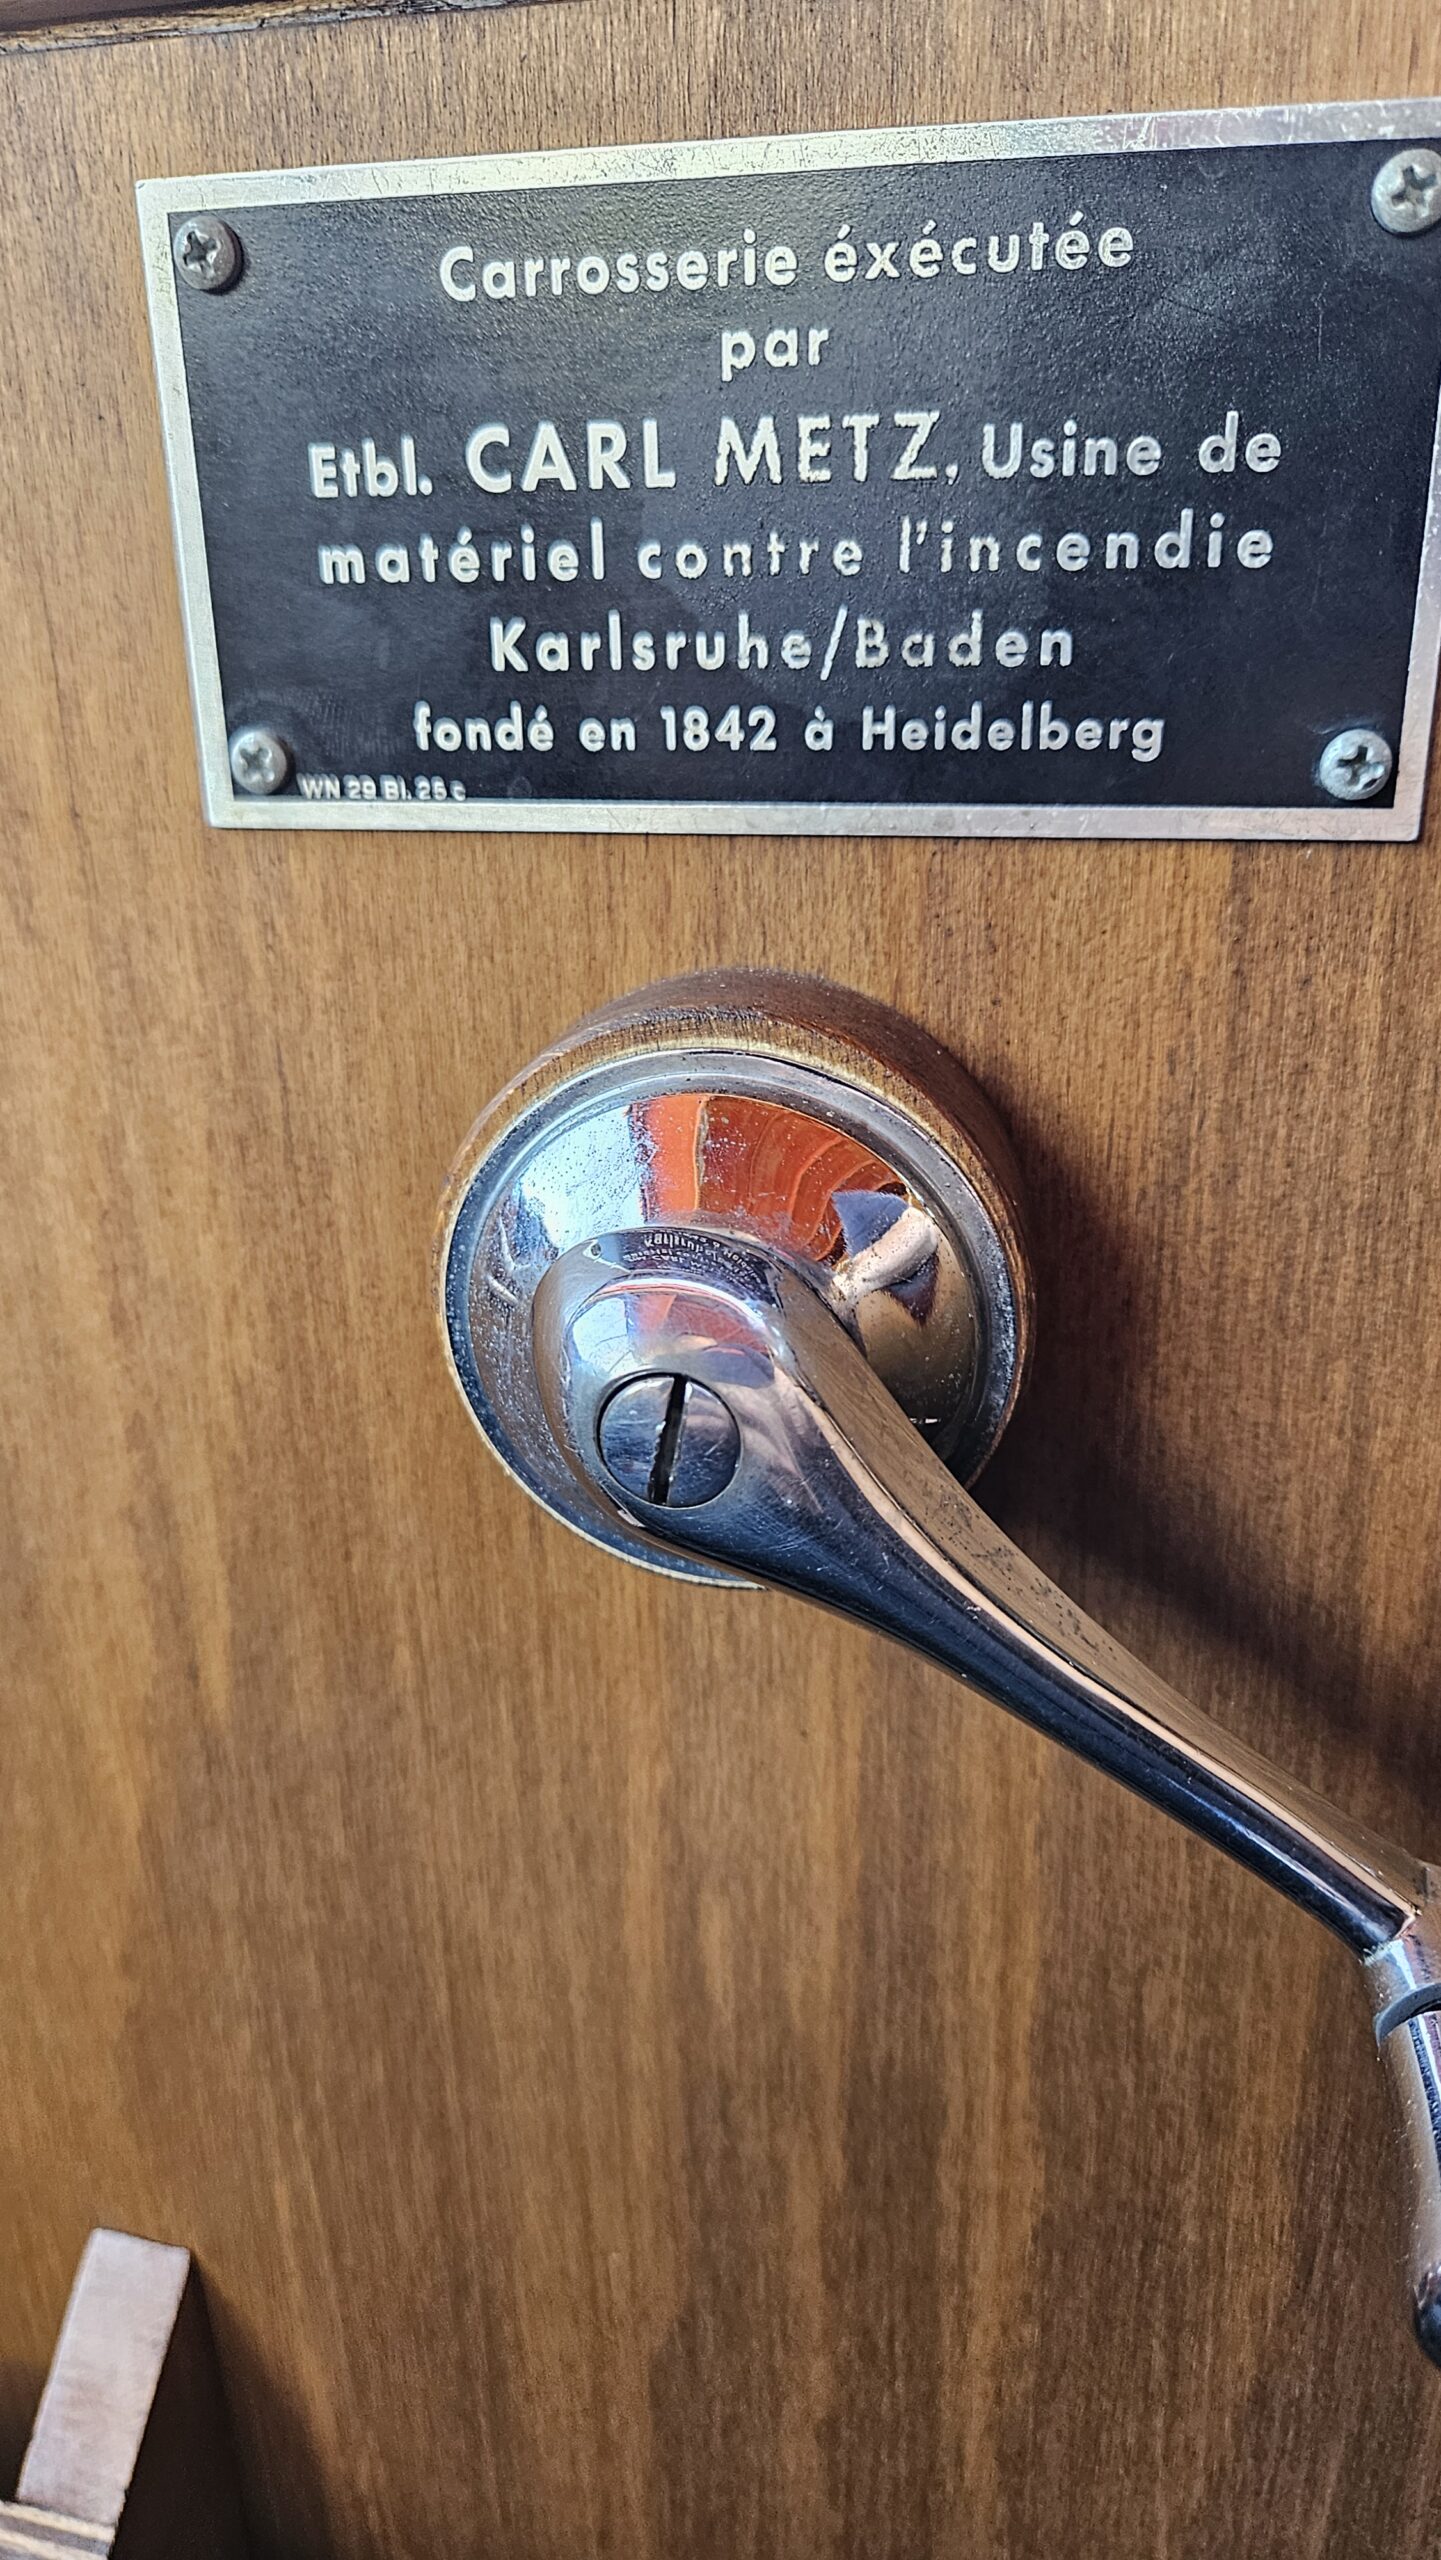 Carrosserie éxécutée
par
Etbl. CARL METZ, Usine de
matériel contre l'incendie
Karlsruhe/Baden
fondé en 1842 à Heidelberg
WN 29 Bl. 25 c